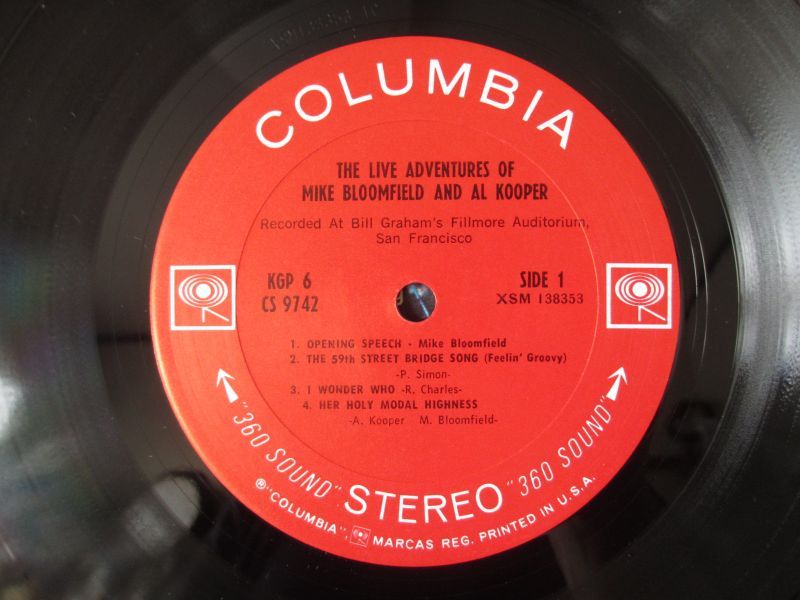 COLUMBIA
THE LIVE ADVENTURES OF
MIKE BLOOMFIELD AND AL KOOPER
Recorded At Bill Graham's Fillmore Auditorium,
San Francisco
KGP 6
CS 9742
SIDE 1
XSM 138353
1. OPENING SPEECH - Mike Bloomfield
2. THE 59th STREET BRIDGE SONG (Feelin' Groovy)
-P. Simon-
3. I WONDER WHO -R. Charles-
4. HER HOLY MODAL HIGHNESS
-A. Kooper M. Bloomfield-
"360 SOUND" STEREO "360 SOUND"
® "COLUMBIA", MARCAS REG. PRINTED IN U.S.A.